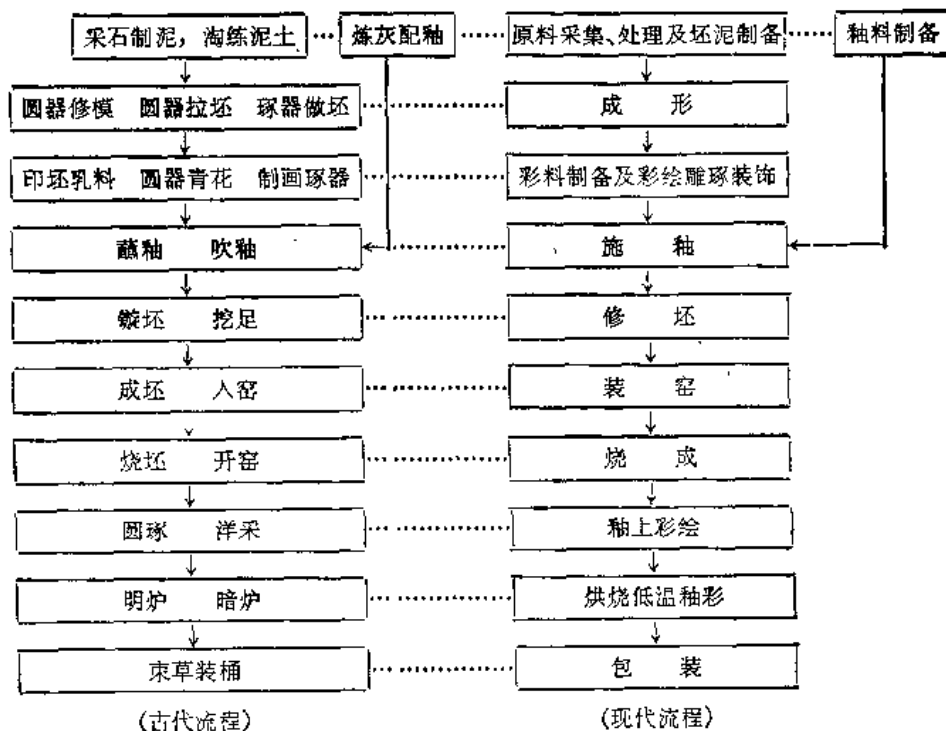 采石制泥，淘练泥土 炼灰配釉 原料采集、处理及坯泥制备 釉料制备
圆器修模 圆器拉坯 琢器做坯 成 形
印坯乳料 圆器青花 制画琢器 彩料制备及彩绘雕琢装饰
蘸釉 吹釉 施 釉
镟坯 挖足 修 坯
成坯 入窑 装 窑
烧坯 开窑 烧 成
圆琢 洋采 釉上彩绘
明炉 暗炉 烘烧低温釉彩
束草装桶 包 装
(古代流程) (现代流程)